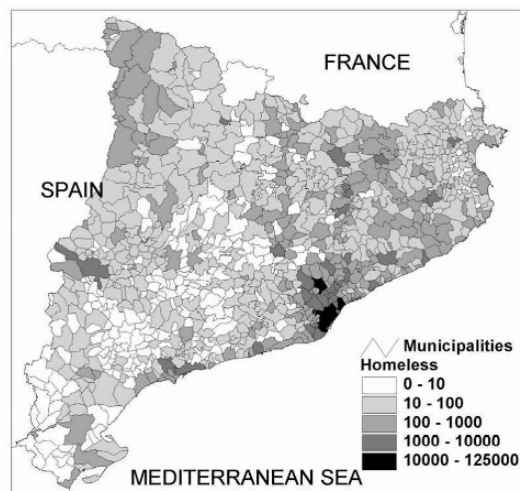 FRANCE
SPAIN
Municipalities
Homeless
0 - 10
10 - 100
100 - 1000
1000 - 10000
10000 - 125000
MEDITERRANEAN SEA